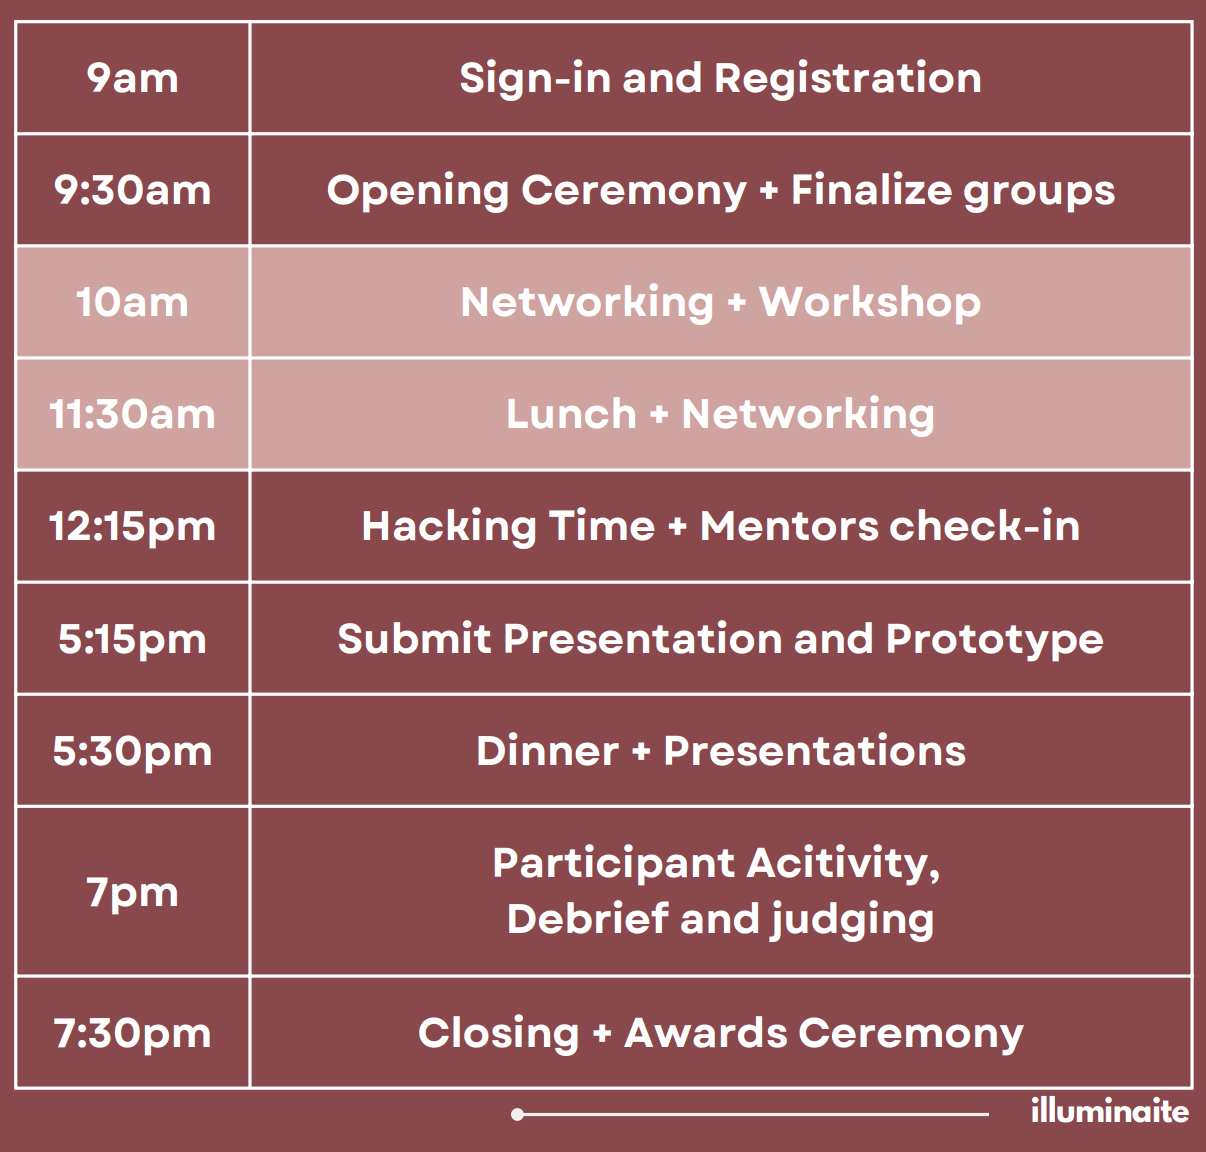 9am Sign-in and Registration
9:30am Opening Ceremony + Finalize groups
10am Networking + Workshop
11:30am Lunch + Networking
12:15pm Hacking Time + Mentors check-in
5:15pm Submit Presentation and Prototype
5:30pm Dinner + Presentations
7pm Participant Acitivity,
Debrief and judging
7:30pm Closing + Awards Ceremony
illuminaite